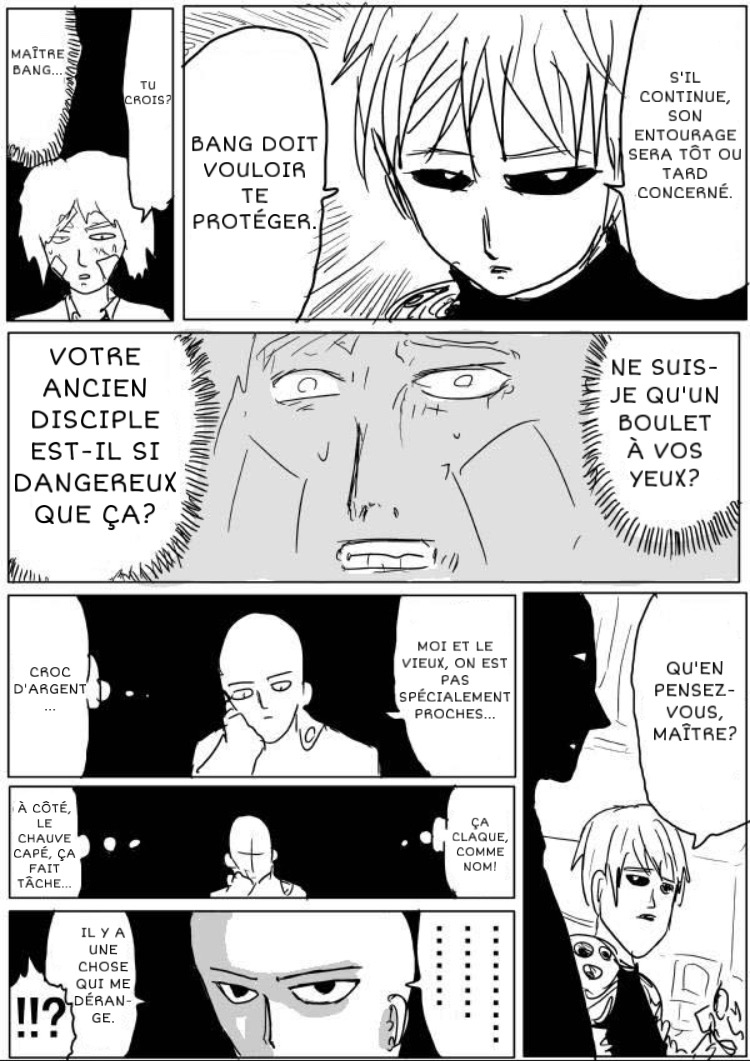 S'IL
CONTINUE,
SON
ENTOURAGE
SERA TÔT OU
TARD
CONCERNÉ.
BANG DOIT
VOULOIR
TE
PROTÉGER.
TU
CROIS?
MAÎTRE
BANG...
NE SUIS-
JE QU'UN
BOULET
À VOS
YEUX?
VOTRE
ANCIEN
DISCIPLE
EST-IL SI
DANGEREUX
QUE ÇA?
QU'EN
PENSEZ-
VOUS,
MAÎTRE?
MOI ET LE
VIEUX, ON EST
PAS
SPÉCIALEMENT
PROCHES...
CROC
D'ARGENT
...
ÇA
CLAQUE,
COMME
NOM!
À CÔTÉ,
LE
CHAUVE
CAPÉ, ÇA
FAIT
TÂCHE...
IL Y A
UNE
CHOSE
QUI ME
DÉRAN-
GE.
!!?